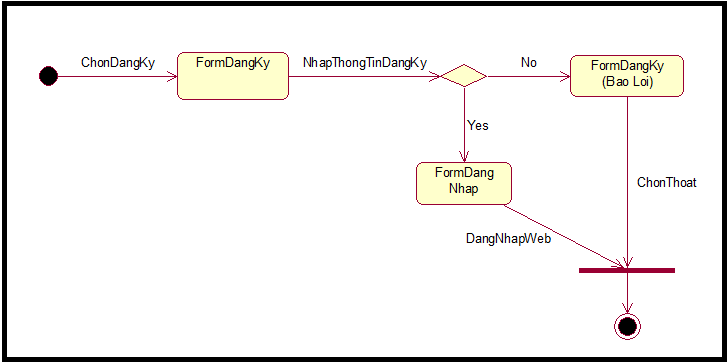 ChonDangKy
FormDangKy
NhapThongTinDangKy
No
FormDangKy
(Bao Loi)
Yes
FormDang
Nhap
ChonThoat
DangNhapWeb